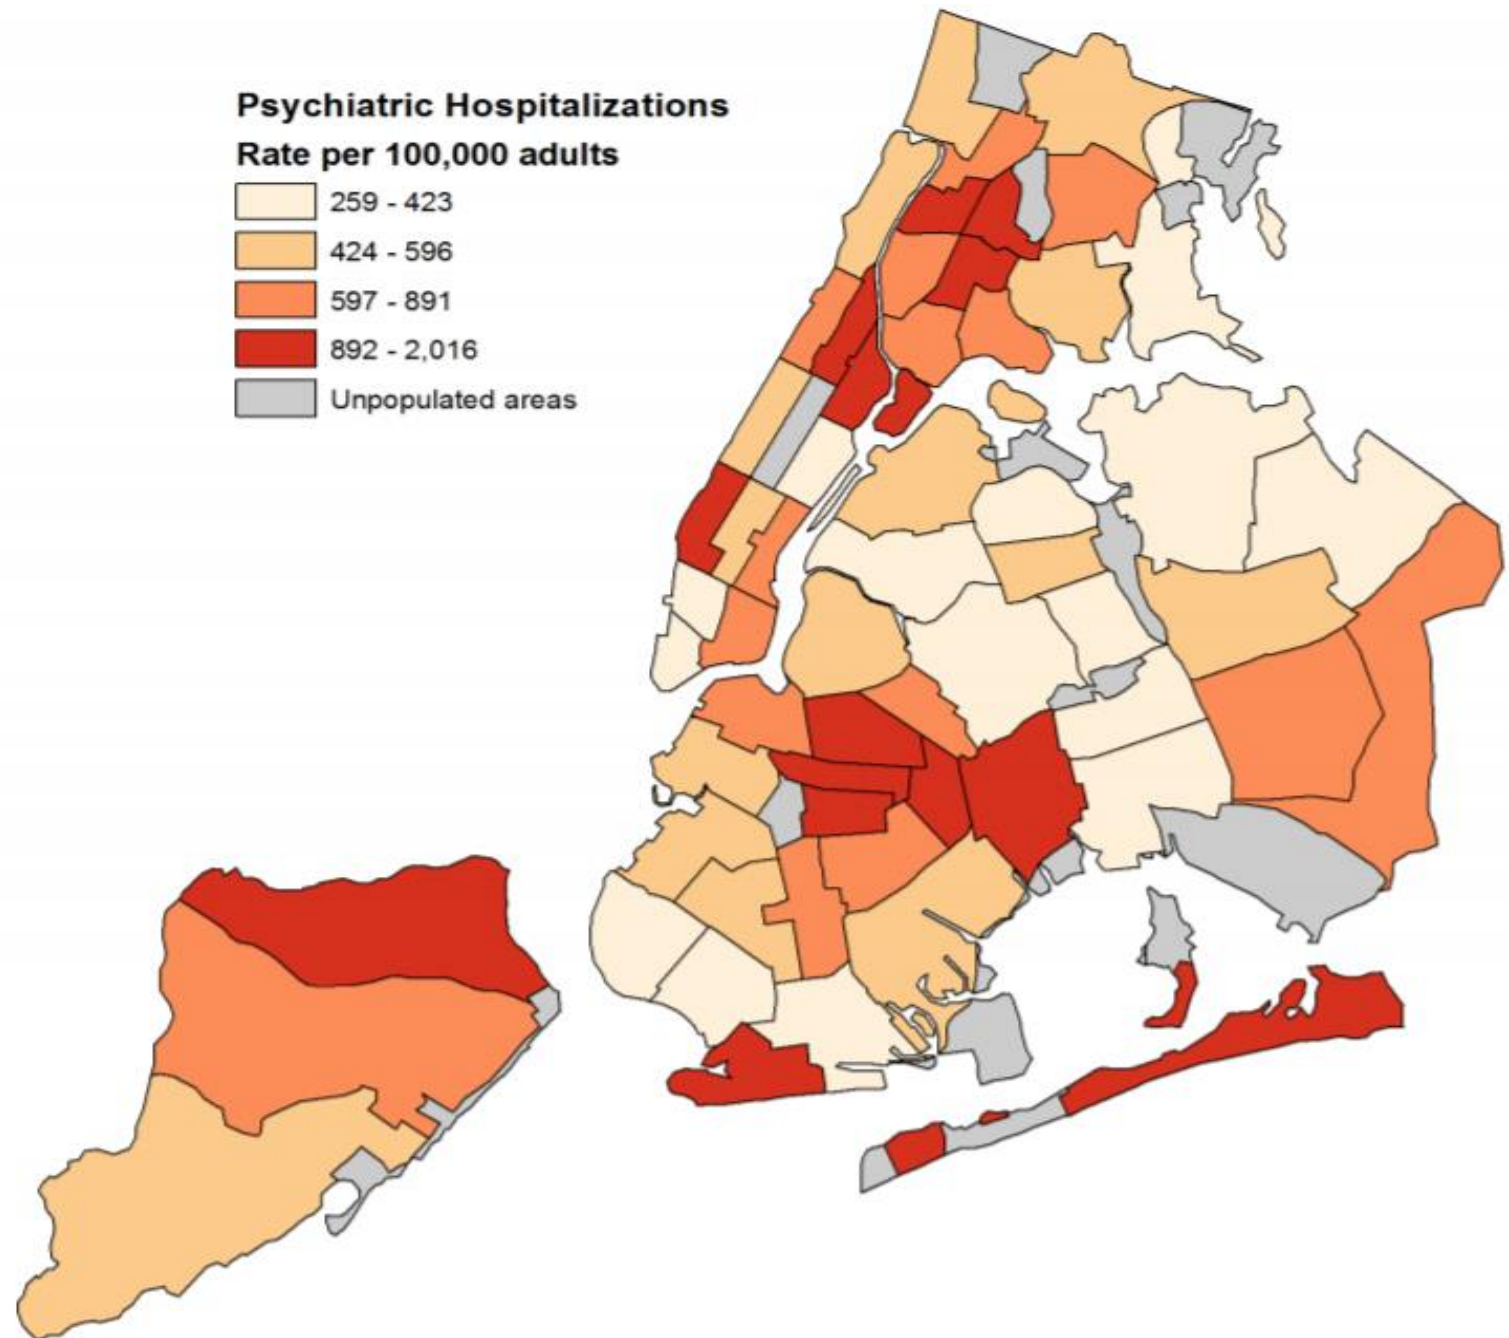 Psychiatric Hospitalizations
Rate per 100,000 adults
259 - 423
424 - 596
597 - 891
892 - 2,016
Unpopulated areas